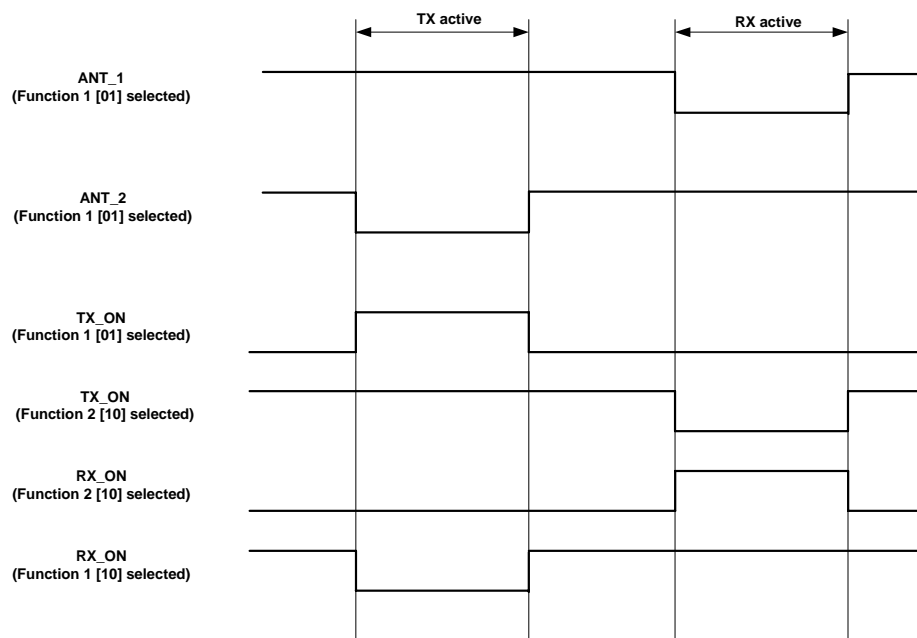 TX active
RX active
ANT_1
(Function 1 [01] selected)
ANT_2
(Function 1 [01] selected)
TX_ON
(Function 1 [01] selected)
TX_ON
(Function 2 [10] selected)
RX_ON
(Function 2 [10] selected)
RX_ON
(Function 1 [10] selected)